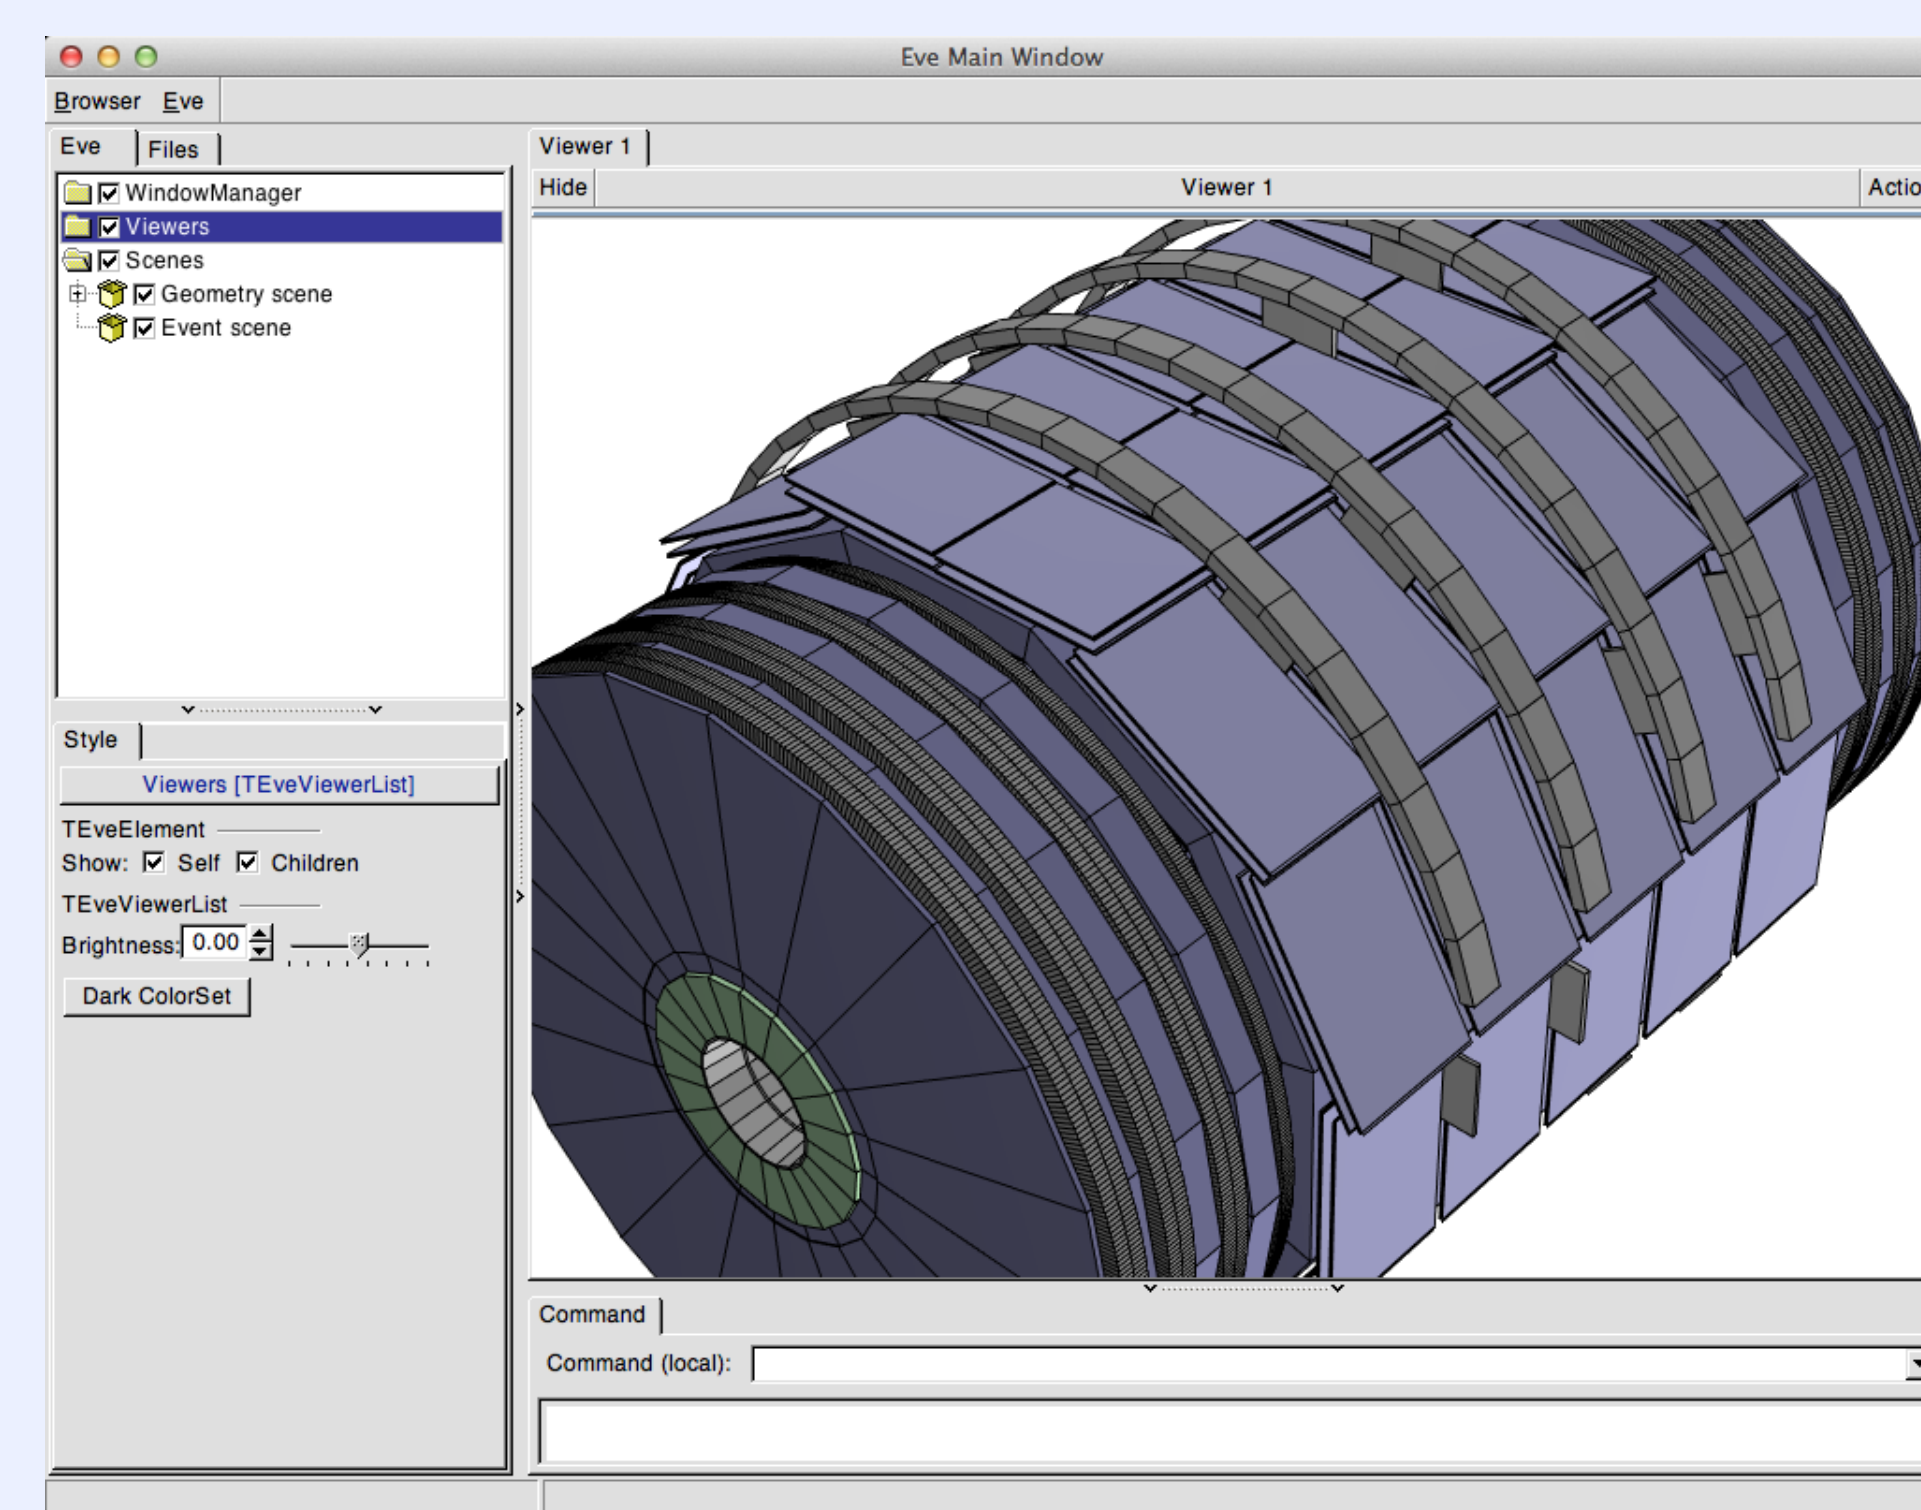 Eve Main Window
Browser Eve
Eve Files
WindowManager
Viewers
Scenes
Geometry scene
Event scene
Style
Viewers [TEveViewerList]
TEveElement
Show: Self Children
TEveViewerList
Brightness: 0.00
Dark ColorSet
Viewer 1
Hide Viewer 1 Actio
Command
Command (local):